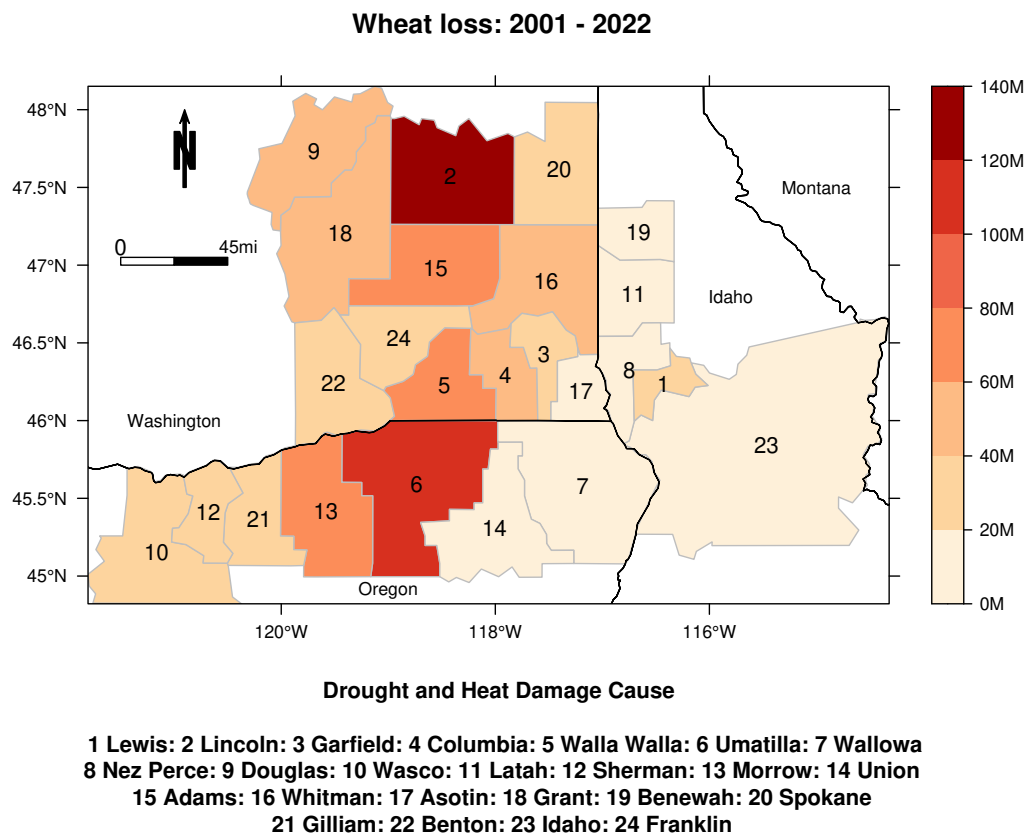 Wheat loss: 2001 - 2022
48°N
47.5°N
47°N
46.5°N
46°N
45.5°N
45°N
120°W
118°W
116°W
N
0
45mi
9
2
20
18
19
15
16
11
24
3
22
5
4
17
8
1
23
6
7
12
21
13
14
10
Washington
Idaho
Montana
Oregon
140M
120M
100M
80M
60M
40M
20M
0M
Drought and Heat Damage Cause
1 Lewis: 2 Lincoln: 3 Garfield: 4 Columbia: 5 Walla Walla: 6 Umatilla: 7 Wallowa
8 Nez Perce: 9 Douglas: 10 Wasco: 11 Latah: 12 Sherman: 13 Morrow: 14 Union
15 Adams: 16 Whitman: 17 Asotin: 18 Grant: 19 Benewah: 20 Spokane
21 Gilliam: 22 Benton: 23 Idaho: 24 Franklin